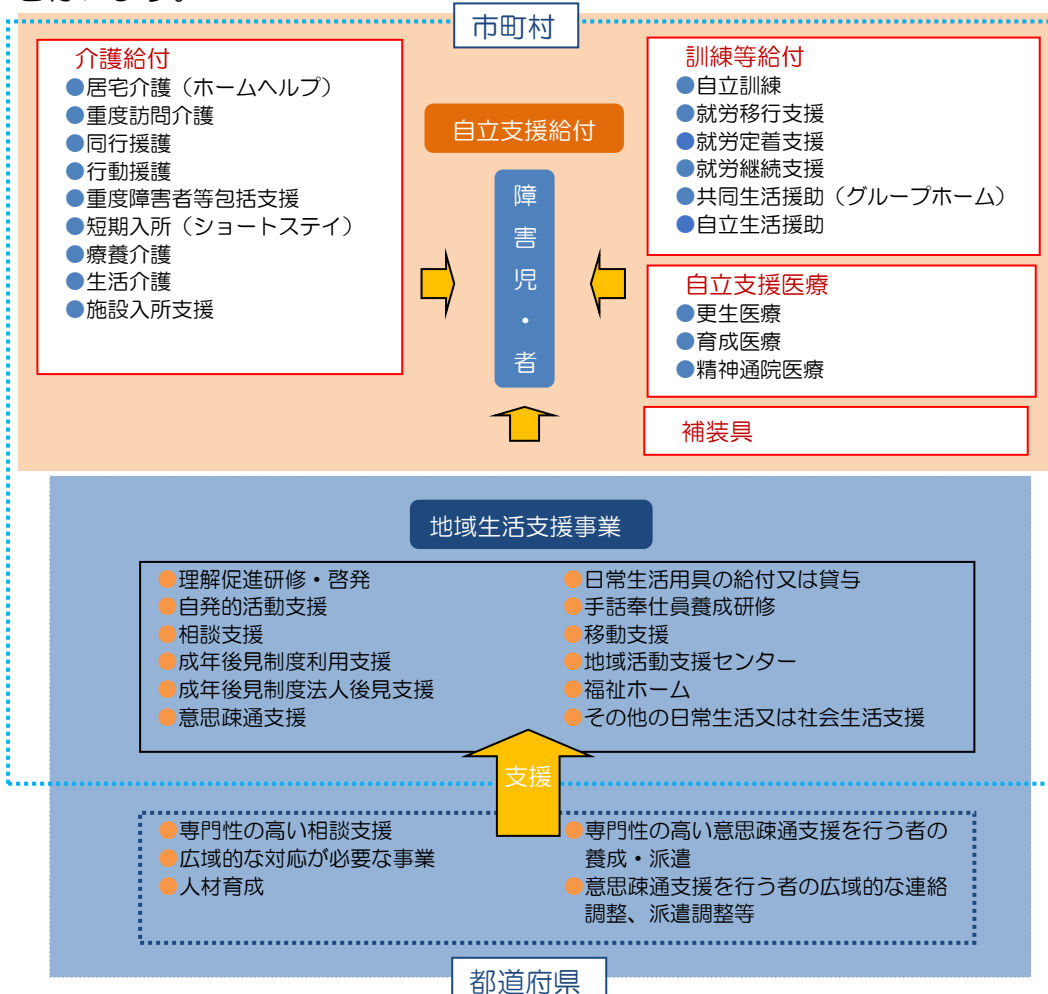 市町村
介護給付
●居宅介護（ホームヘルプ）
●重度訪問介護
●同行援護
●行動援護
●重度障害者等包括支援
●短期入所（ショートステイ）
●療養介護
●生活介護
●施設入所支援
自立支援給付
障害児・者
訓練等給付
●自立訓練
●就労移行支援
●就労定着支援
●就労継続支援
●共同生活援助（グループホーム）
●自立生活援助
自立支援医療
●更生医療
●育成医療
●精神通院医療
補装具
地域生活支援事業
●理解促進研修・啓発
●自発的活動支援
●相談支援
●成年後見制度利用支援
●成年後見制度法人後見支援
●意思疎通支援
●日常生活用具の給付又は貸与
●手話奉仕員養成研修
●移動支援
●地域活動支援センター
●福祉ホーム
●その他の日常生活又は社会生活支援
支援
●専門性の高い相談支援
●広域的な対応が必要な事業
●人材育成
●専門性の高い意思疎通支援を行う者の
養成・派遣
●意思疎通支援を行う者の広域的な連絡
調整、派遣調整等
都道府県